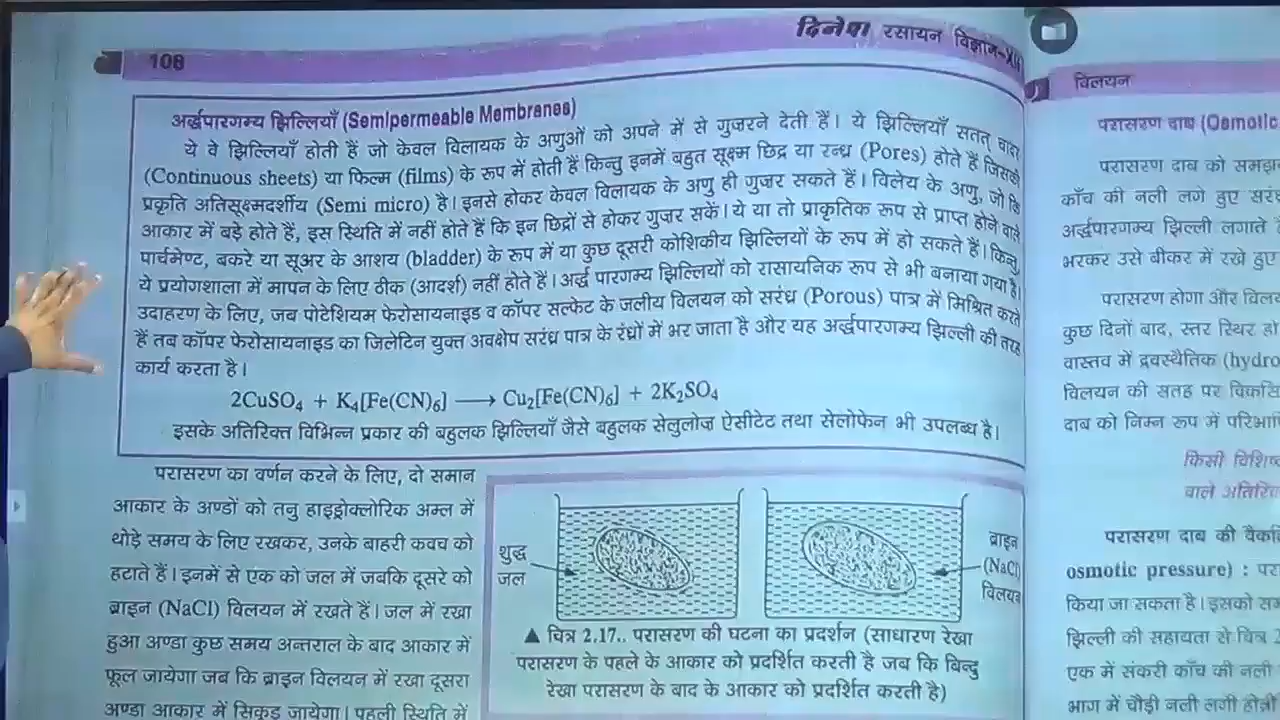 108
दिनेश रसायन विज्ञान-XII
अर्द्धपारगम्य झिल्लियाँ (Semipermeable Membranes)
ये वे झिल्लियाँ होती हैं जो केवल विलायक के अणुओं को अपने में से गुजरने देती हैं। ये झिल्लियाँ सतत् चादर
(Continuous sheets) या फिल्म (films) के रूप में होती हैं किन्तु इनमें बहुत सूक्ष्म छिद्र या रन्ध्र (Pores) होते हैं जिसकी
प्रकृति अतिसूक्ष्मदर्शीय (Semi micro) है। इनसे होकर केवल विलायक के अणु ही गुजर सकते हैं। विलेय के अणु, जो कि
आकार में बड़े होते हैं, इस स्थिति में नहीं होते हैं कि इन छिद्रों से होकर गुजर सकें। ये या तो प्राकृतिक रूप से प्राप्त होने वाले
पार्चमेण्ट, बकरे या सूअर के आशय (bladder) के रूप में या कुछ दूसरी कोशिकीय झिल्लियों के रूप में हो सकते हैं। किन्तु
ये प्रयोगशाला में मापन के लिए ठीक (आदर्श) नहीं होते हैं। अर्द्ध पारगम्य झिल्लियों को रासायनिक रूप से भी बनाया गया है।
उदाहरण के लिए, जब पोटेशियम फेरोसायनाइड व कॉपर सल्फेट के जलीय विलयन को सरंध्र (Porous) पात्र में मिश्रित करते
हैं तब कॉपर फेरोसायनाइड का जिलेटिन युक्त अवक्षेप सरंध्र पात्र के रंध्रों में भर जाता है और यह अर्द्धपारगम्य झिल्ली की तरह
कार्य करता है।
2CuSO₄ + K₄[Fe(CN)₆] ⟶ Cu₂[Fe(CN)₆] + 2K₂SO₄
इसके अतिरिक्त विभिन्न प्रकार की बहुलक झिल्लियाँ जैसे बहुलक सेलुलोज ऐसीटेट तथा सेलोफेन भी उपलब्ध है।
परासरण का वर्णन करने के लिए, दो समान
आकार के अण्डों को तनु हाइड्रोक्लोरिक अम्ल में
थोड़े समय के लिए रखकर, उनके बाहरी कवच को
हटाते हैं। इनमें से एक को जल में जबकि दूसरे को
ब्राइन (NaCl) विलयन में रखते हैं। जल में रखा
हुआ अण्डा कुछ समय अन्तराल के बाद आकार में
फूल जायेगा जब कि ब्राइन विलयन में रखा दूसरा
अण्डा आकार में सिकुड़ जायेगा। पहली स्थिति में
शुद्ध
जल
ब्राइन
(NaCl)
विलयन
▲ चित्र 2.17.. परासरण की घटना का प्रदर्शन (साधारण रेखा
परासरण के पहले के आकार को प्रदर्शित करती है जब कि बिन्दु
रेखा परासरण के बाद के आकार को प्रदर्शित करती है)
विलयन
परासरण दाब (Osmotic
परासरण दाब को समझ
काँच की नली लगे हुए
अर्द्धपारगम्य झिल्ली लगाते
भरकर उसे बीकर में रखे हुए
परासरण होगा और
कुछ दिनों बाद, स्तर स्थिर हो
वास्तव में द्रवस्थैतिक (hydro
विलयन की सतह पर
दाब को निम्न रूप में
किसी
वाले
परासरण दाब की
osmotic pressure) :
किया जा सकता है। इसको
झिल्ली की सहायता से चित्र
एक में संकरी काँच की नली
भाग में चौड़ी नली लगी होती